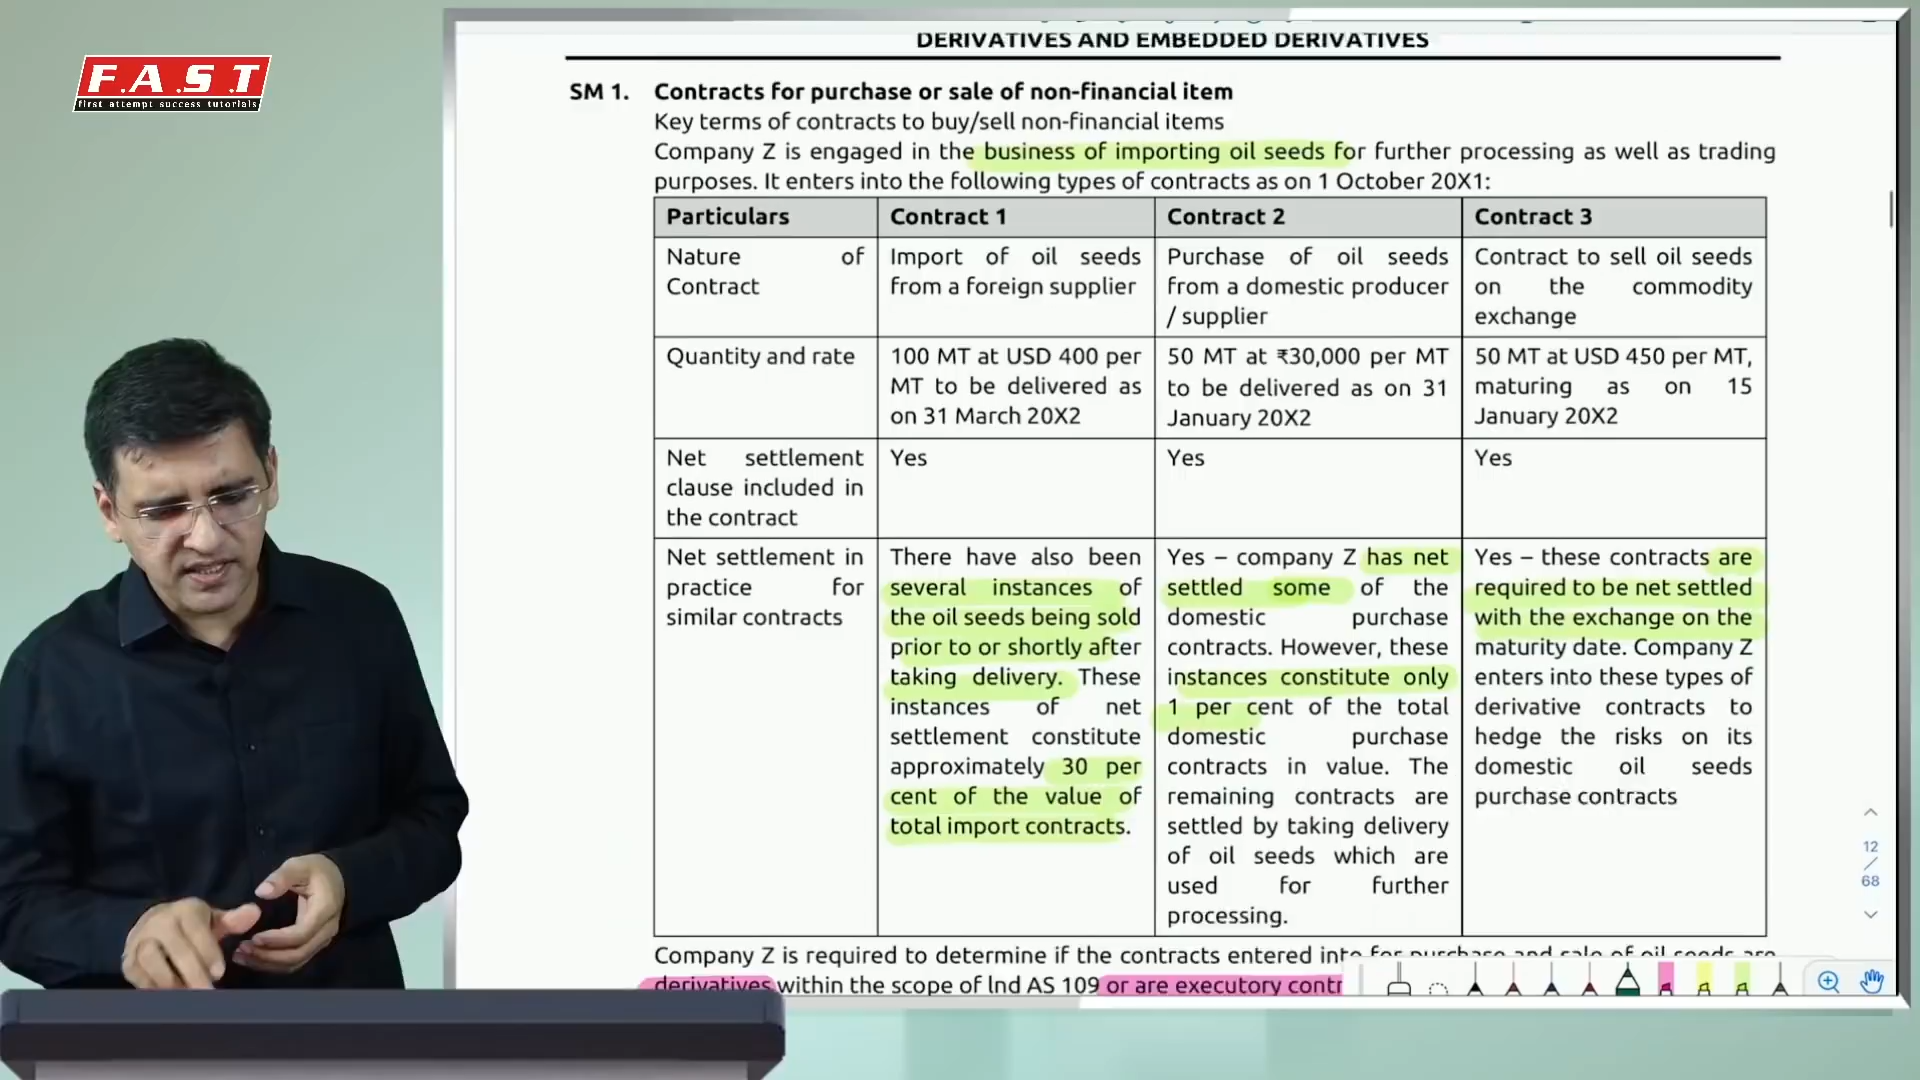 F.A.S.T
first attempt success tutorials
DERIVATIVES AND EMBEDDED DERIVATIVES
SM 1. Contracts for purchase or sale of non-financial item
Key terms of contracts to buy/sell non-financial items
Company Z is engaged in the business of importing oil seeds for further processing as well as trading
purposes. It enters into the following types of contracts as on 1 October 20X1:
Particulars
Contract 1
Contract 2
Contract 3
Nature of
Contract
Import of oil seeds
from a foreign supplier
Purchase of oil seeds
from a domestic producer
/ supplier
Contract to sell oil seeds
on the commodity
exchange
Quantity and rate
100 MT at USD 400 per
MT to be delivered as
on 31 March 20X2
50 MT at ₹30,000 per MT
to be delivered as on 31
January 20X2
50 MT at USD 450 per MT,
maturing as on 15
January 20X2
Net settlement
clause included in
the contract
Yes
Yes
Yes
Net settlement in
practice for
similar contracts
There have also been
several instances of
the oil seeds being sold
prior to or shortly after
taking delivery. These
instances of net
settlement constitute
approximately 30 per
cent of the value of
total import contracts.
Yes – company Z has net
settled some of the
domestic purchase
contracts. However, these
instances constitute only
1 per cent of the total
domestic purchase
contracts in value. The
remaining contracts are
settled by taking delivery
of oil seeds which are
used for further
processing.
Yes – these contracts are
required to be net settled
with the exchange on the
maturity date. Company Z
enters into these types of
derivative contracts to
hedge the risks on its
domestic oil seeds
purchase contracts
Company Z is required to determine if the contracts entered into for purchase and sale of oil seeds are
derivatives within the scope of Ind AS 109 or are executory contr
12
68